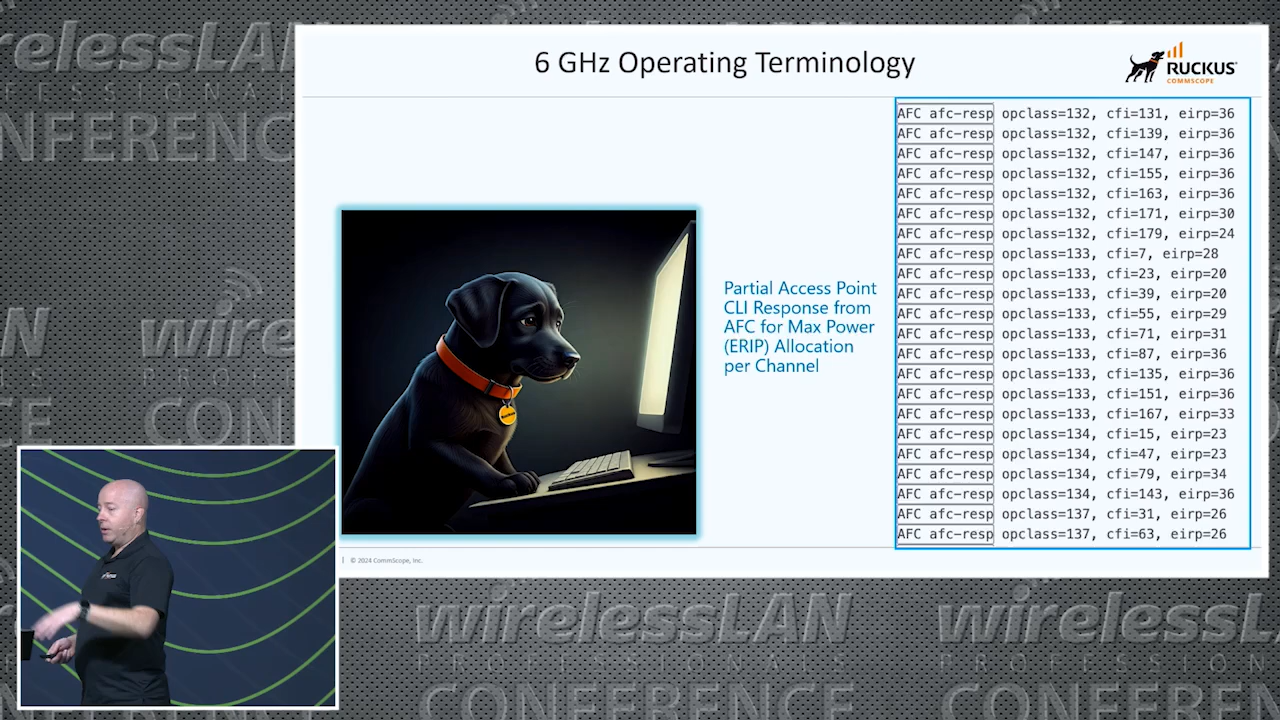 6 GHz Operating Terminology
RUCKUS
COMMSCOPE
Partial Access Point
CLI Response from
AFC for Max Power
(ERIP) Allocation
per Channel
AFC afc-resp opclass=132, cfi=131, eirp=36
AFC afc-resp opclass=132, cfi=139, eirp=36
AFC afc-resp opclass=132, cfi=147, eirp=36
AFC afc-resp opclass=132, cfi=155, eirp=36
AFC afc-resp opclass=132, cfi=163, eirp=36
AFC afc-resp opclass=132, cfi=171, eirp=30
AFC afc-resp opclass=132, cfi=179, eirp=24
AFC afc-resp opclass=133, cfi=7, eirp=28
AFC afc-resp opclass=133, cfi=23, eirp=20
AFC afc-resp opclass=133, cfi=39, eirp=20
AFC afc-resp opclass=133, cfi=55, eirp=29
AFC afc-resp opclass=133, cfi=71, eirp=31
AFC afc-resp opclass=133, cfi=87, eirp=36
AFC afc-resp opclass=133, cfi=135, eirp=36
AFC afc-resp opclass=133, cfi=151, eirp=36
AFC afc-resp opclass=133, cfi=167, eirp=33
AFC afc-resp opclass=134, cfi=15, eirp=23
AFC afc-resp opclass=134, cfi=47, eirp=23
AFC afc-resp opclass=134, cfi=79, eirp=34
AFC afc-resp opclass=134, cfi=143, eirp=36
AFC afc-resp opclass=137, cfi=31, eirp=26
AFC afc-resp opclass=137, cfi=63, eirp=26
© 2024 CommScope, Inc.
wirelessLAN
PROFESSIONALS
CONFERENCE